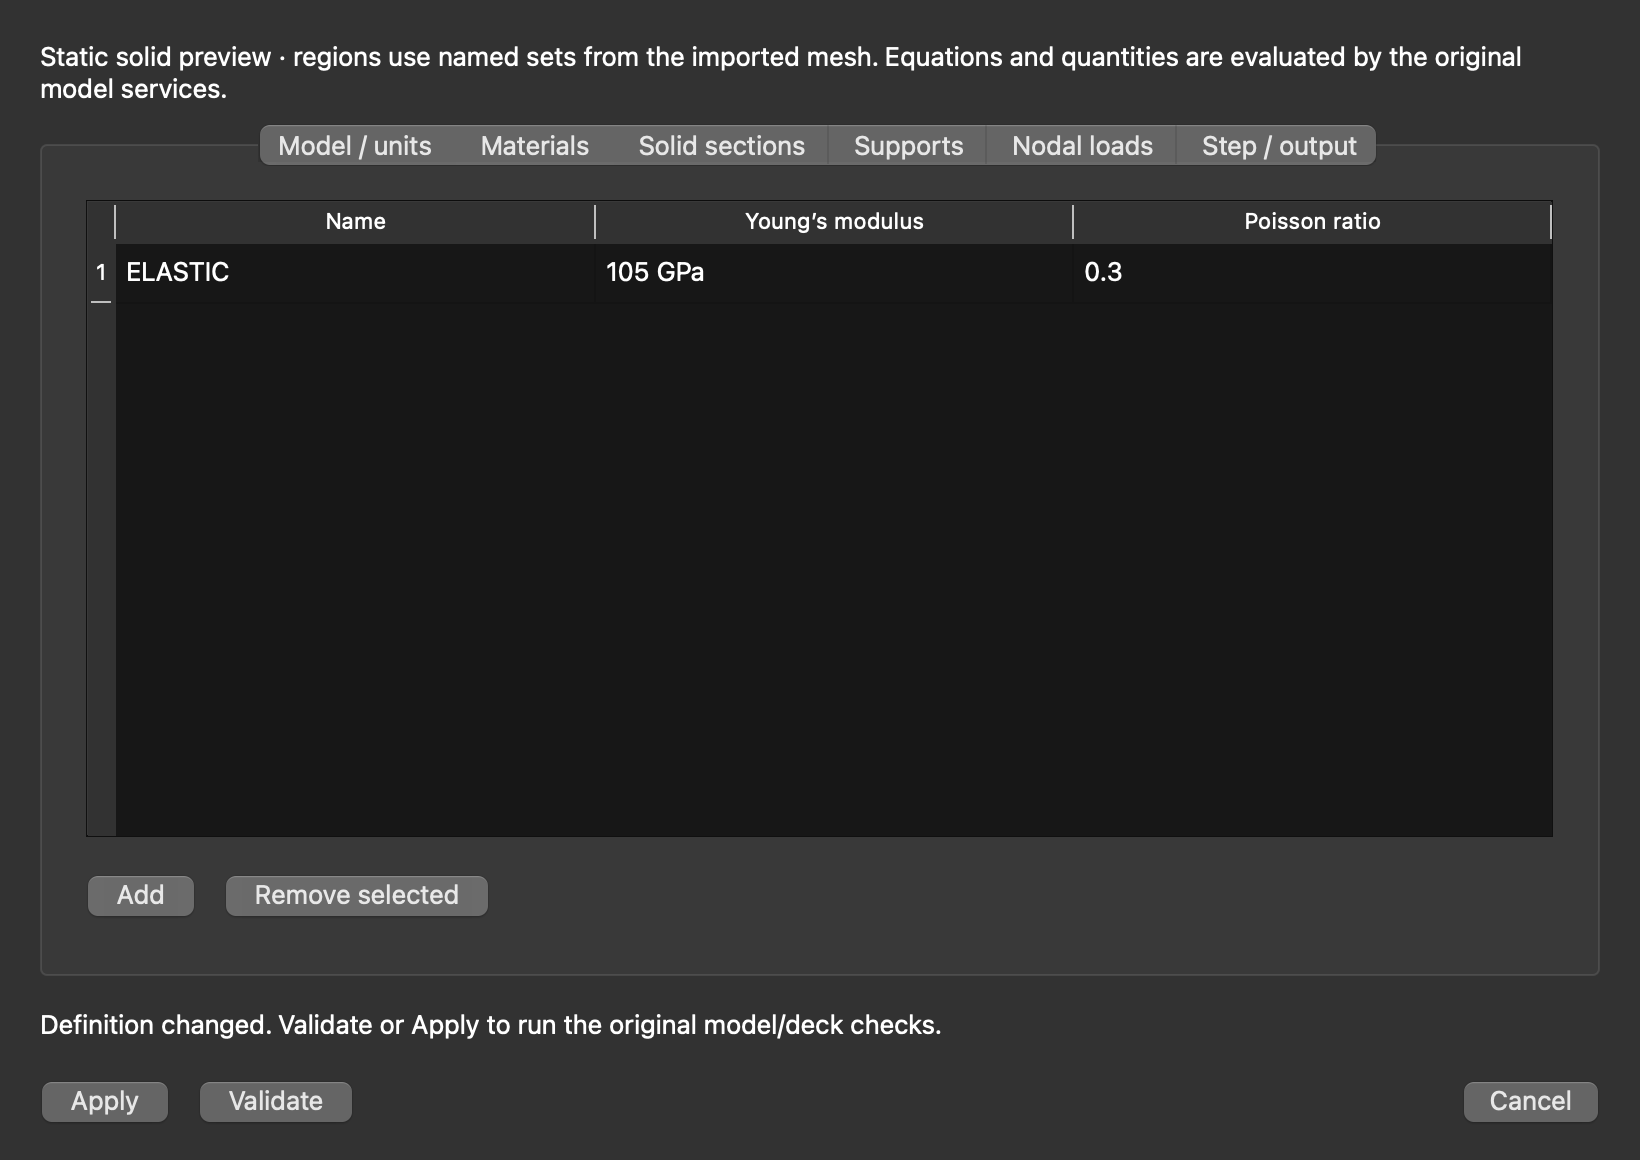 Static solid preview · regions use named sets from the imported mesh. Equations and quantities are evaluated by the original
model services.
Model / units Materials Solid sections Supports Nodal loads Step / output
Name Young's modulus Poisson ratio
1 ELASTIC 105 GPa 0.3
Add Remove selected
Definition changed. Validate or Apply to run the original model/deck checks.
Apply Validate Cancel